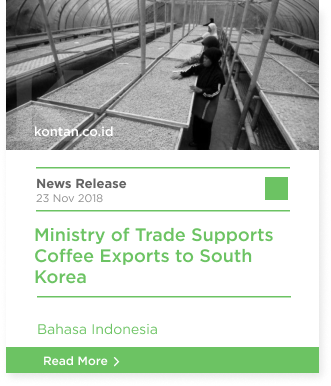 kontan.co.id
News Release
23 Nov 2018
Ministry of Trade Supports
Coffee Exports to South
Korea
Bahasa Indonesia
Read More >